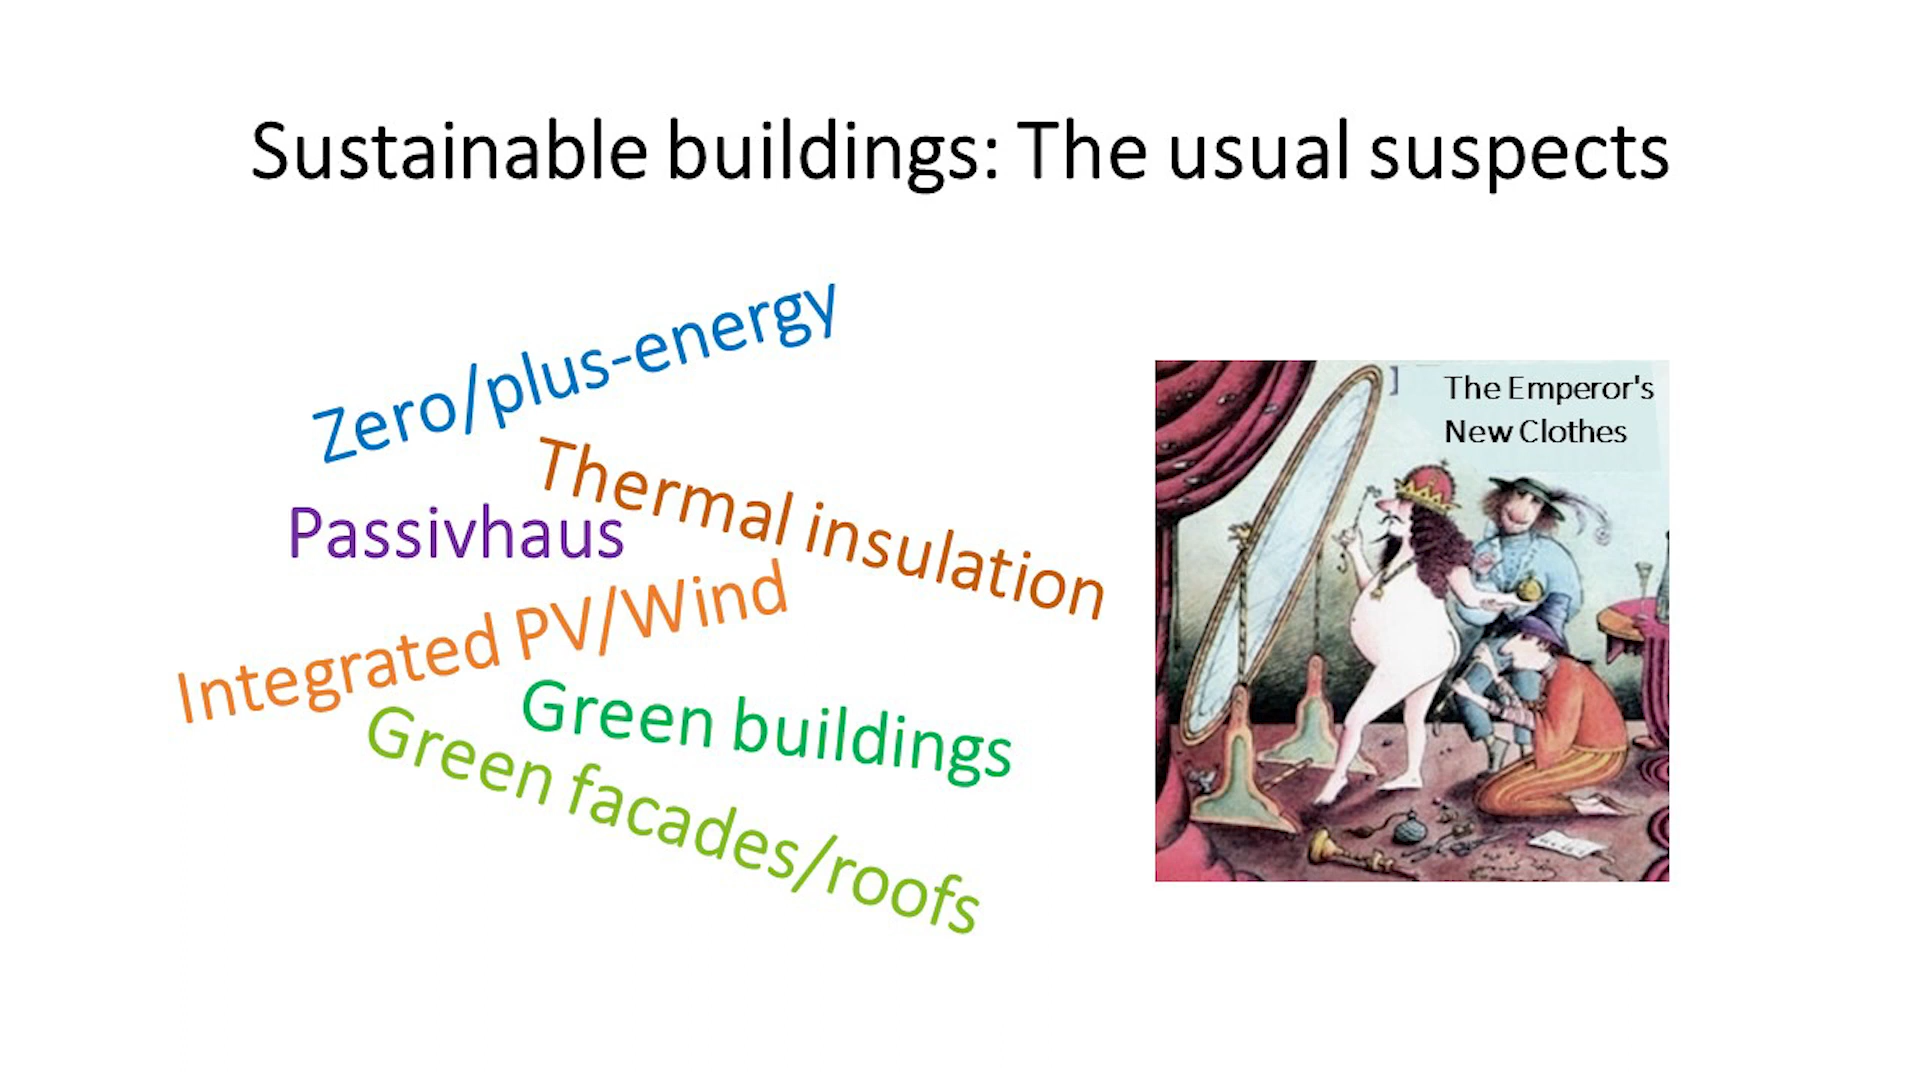 Sustainable buildings: The usual suspects
Zero/plus-energy
Thermal insulation
Passivhaus
Integrated PV/Wind
Green buildings
Green facades/roofs
The Emperor's
New Clothes